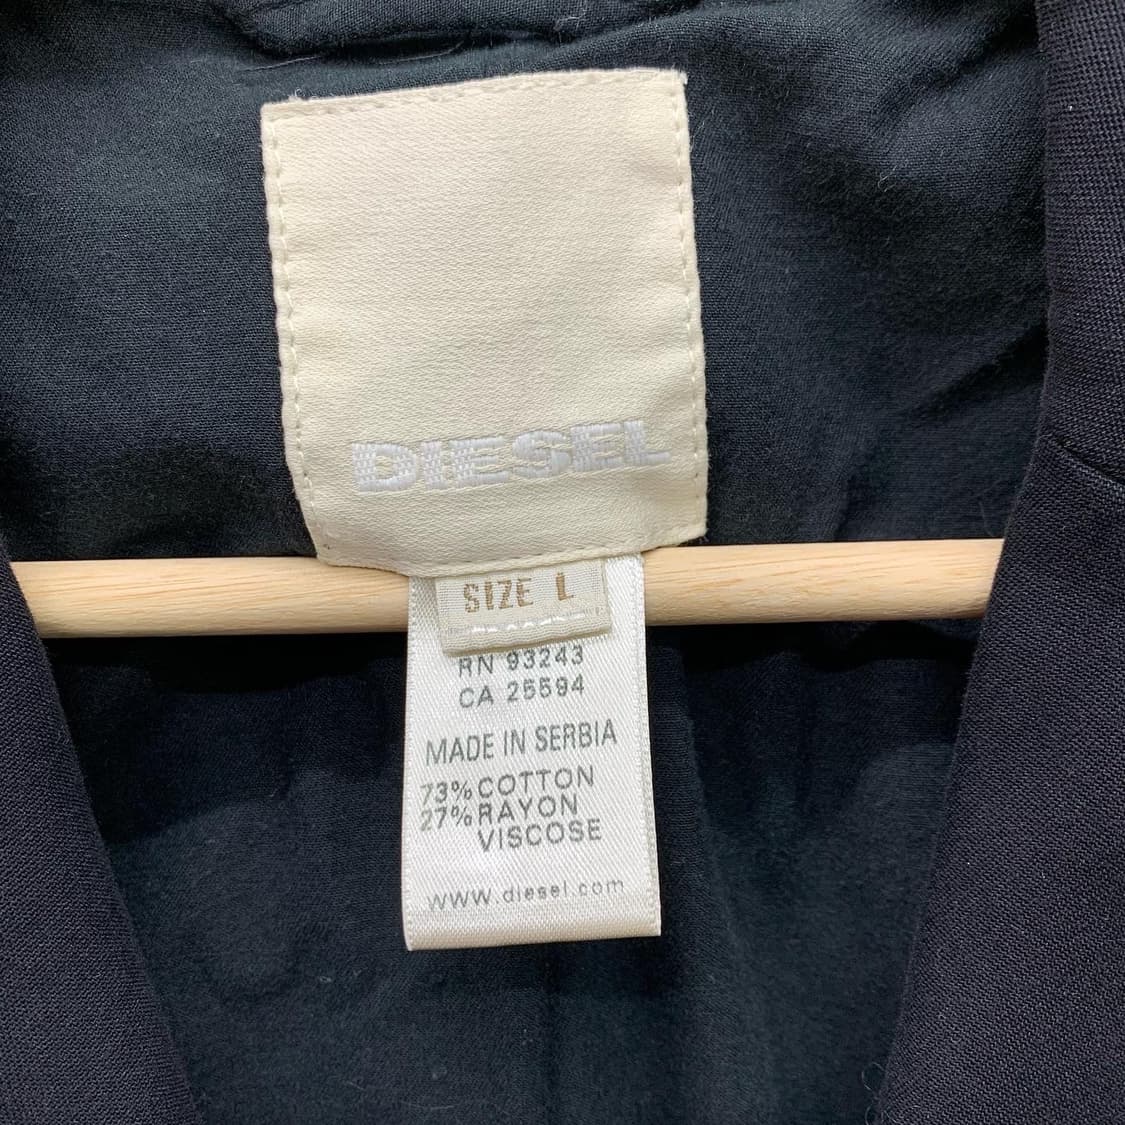 DIESEL
SIZE L
RN 93243
CA 25594
MADE IN SERBIA
73% COTTON
27% RAYON
VISCOSE
www.diesel.com